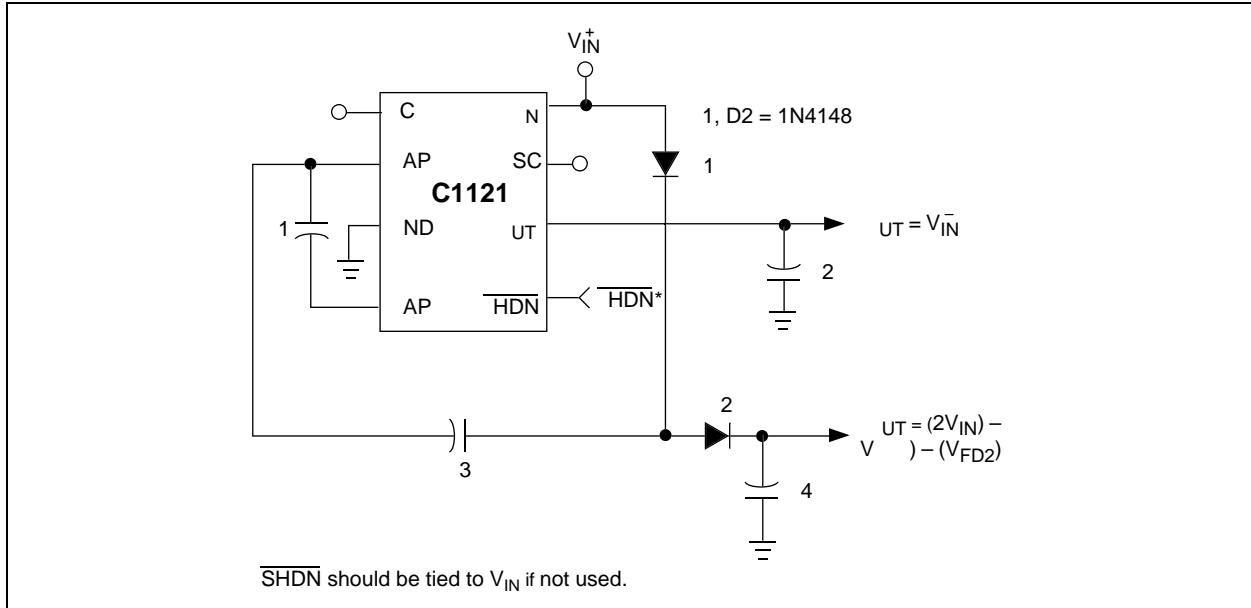 V+IN
C
N
1, D2 = 1N4148
AP
SC
1
C1121
1
ND
UT
UT = V–IN
2
AP
HDN
HDN*
2
3
V UT = (2VIN) –
) – (VFD2)
4
SHDN should be tied to VIN if not used.